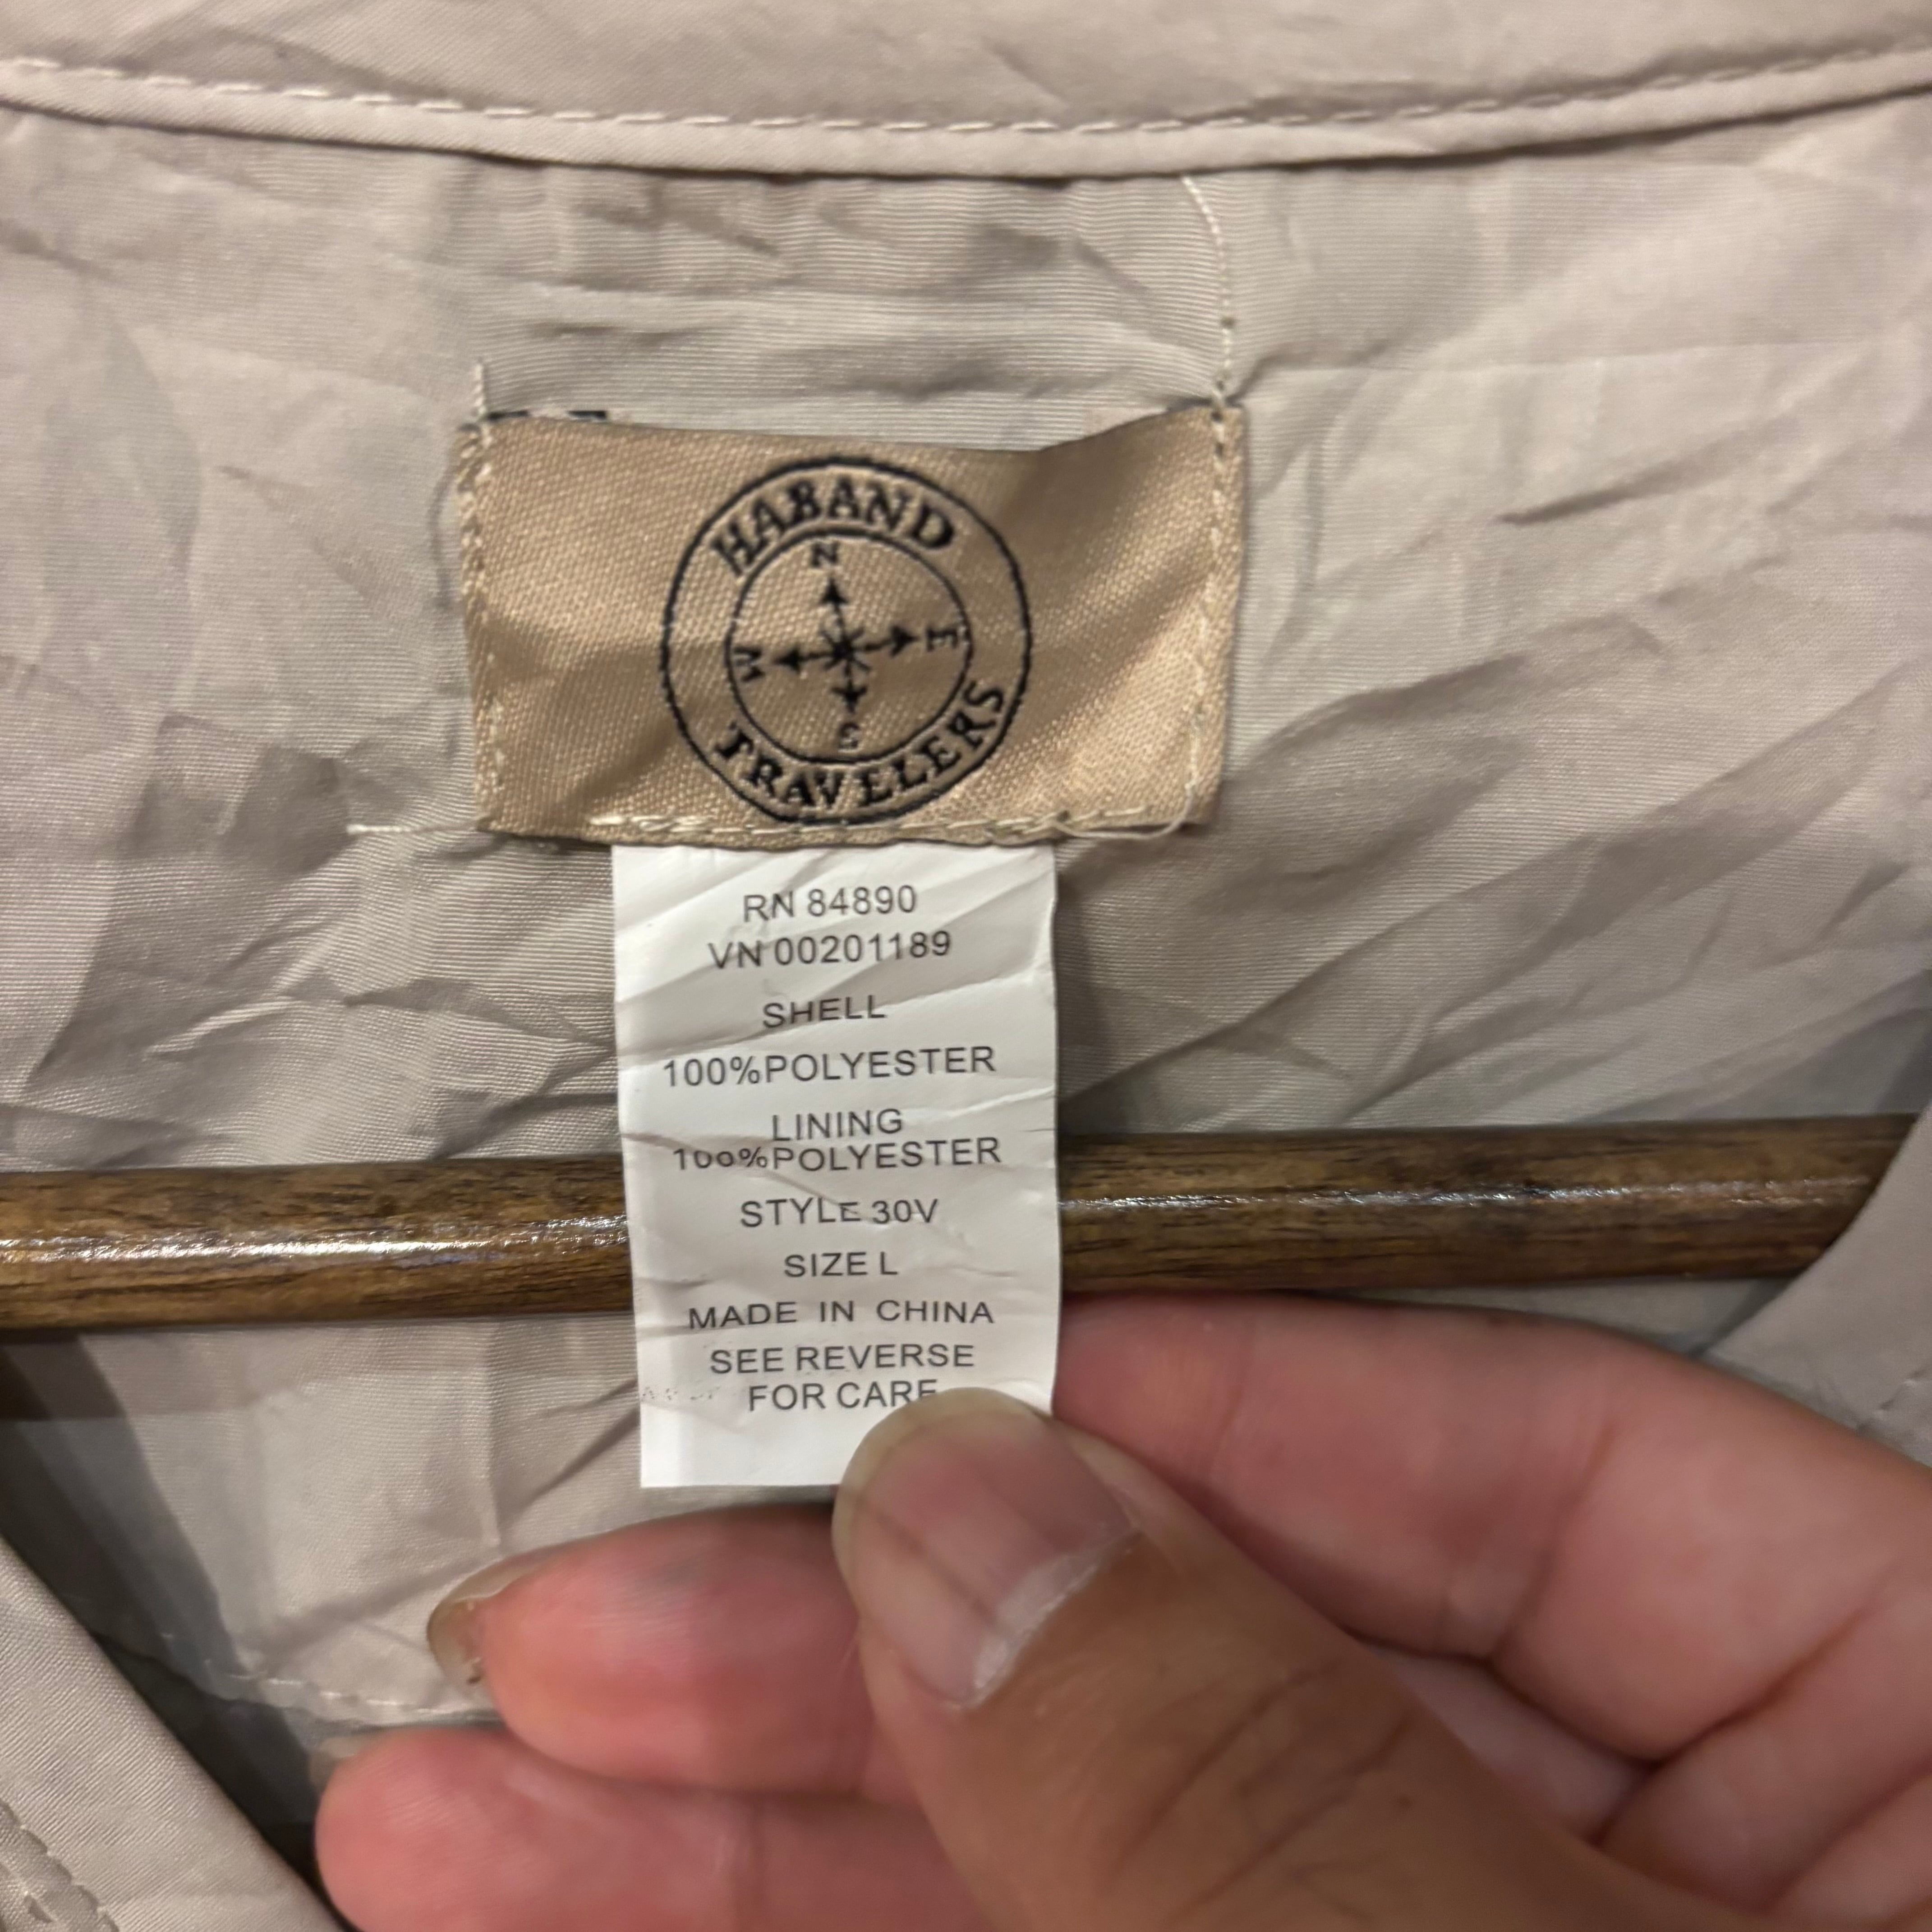 HABAND
N
W E
S
TRAVELERS
RN 84890
VN 00201189
SHELL
100%POLYESTER
LINING
100%POLYESTER
STYLE 30V
SIZE L
MADE IN CHINA
SEE REVERSE
FOR CARE